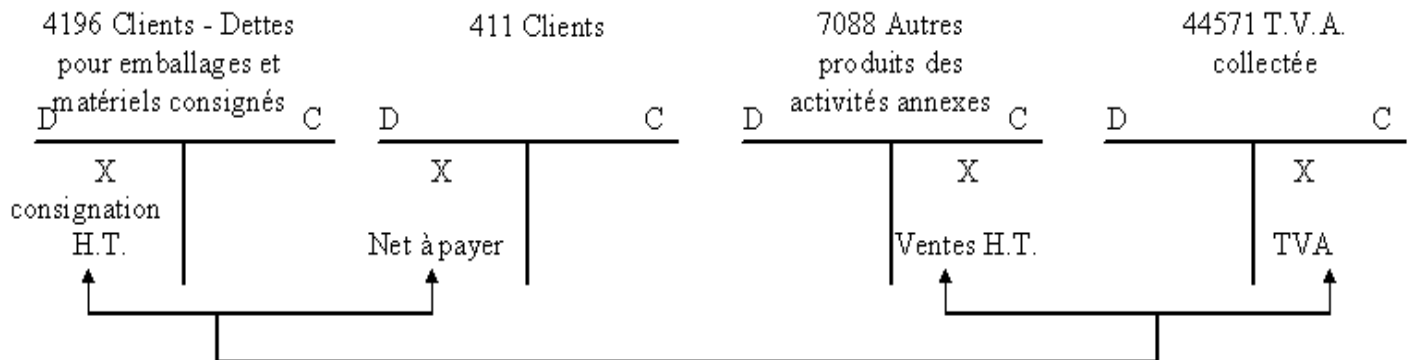 4196 Clients - Dettes
pour emballages et
matériels consignés
D C
X
consignation
H.T.
411 Clients
D C
X
Net à payer
7088 Autres
produits des
activités annexes
D C
X
Ventes H.T.
44571 T.V.A.
collectée
D C
X
TVA